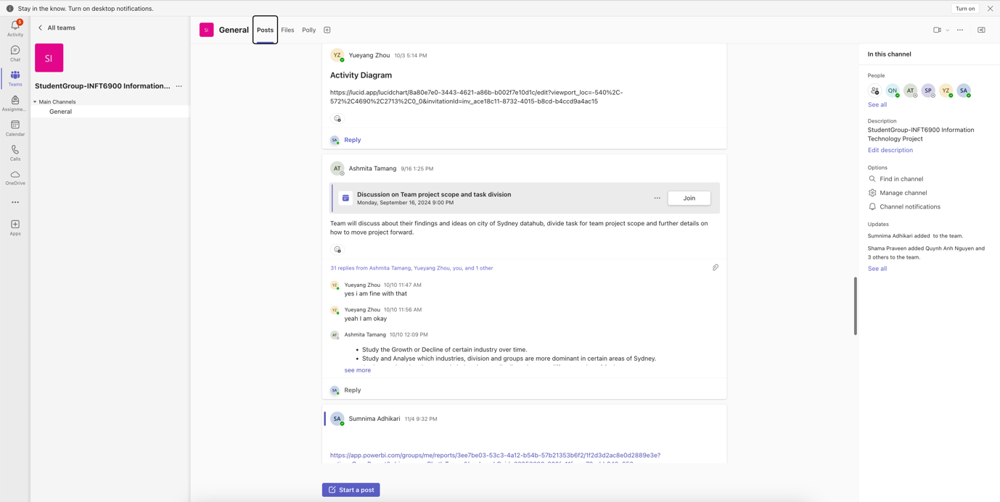 Stay in the know. Turn on desktop notifications.
Turn on
6
Activity
Chat
Teams
Assignme...
Calendar
Calls
OneDrive
Apps
All teams
SI
StudentGroup-INFT6900 Information...
Main Channels
General
SI
General
Posts
Files
Polly
YZ
Yueyang Zhou 10/3 5:14 PM
Activity Diagram
https://lucid.app/lucidchart/8a80e7e0-3443-4621-a86b-b002f7e10d1c/edit?viewport_loc=-540%2C-
572%2C4690%2C2713%2C0_0&invitationId=inv_ace18c11-8732-4015-b8cd-b4ccd9a4ac15
SA
Reply
AT
Ashmita Tamang 9/16 1:25 PM
Discussion on Team project scope and task division
Monday, September 16, 2024 9:00 PM
Join
Team will discuss about their findings and ideas on city of Sydney datahub, divide task for team project scope and further details on
how to move project forward.
31 replies from Ashmita Tamang, Yueyang Zhou, you, and 1 other
YZ
Yueyang Zhou 10/10 11:47 AM
yes i am fine with that
YZ
Yueyang Zhou 10/10 11:56 AM
yeah I am okay
AT
Ashmita Tamang 10/10 12:09 PM
• Study the Growth or Decline of certain industry over time.
• Study and Analyse which industries, division and groups are more dominant in certain areas of Sydney.
see more
SA
Reply
SA
Sumnima Adhikari 11/4 9:32 PM
https://app.powerbi.com/groups/me/reports/3ee7be03-53c3-4a12-b54b-57b21353b6f2/1f2d3d2ac8e0d2889e3e?
Start a post
In this channel
People
QN
AT
SP
YZ
SA
See all
Description
StudentGroup-INFT6900 Information
Technology Project
Edit description
Options
Find in channel
Manage channel
Channel notifications
Updates
Sumnima Adhikari added to the team.
Shama Praveen added Quynh Anh Nguyen and
3 others to the team.
See all